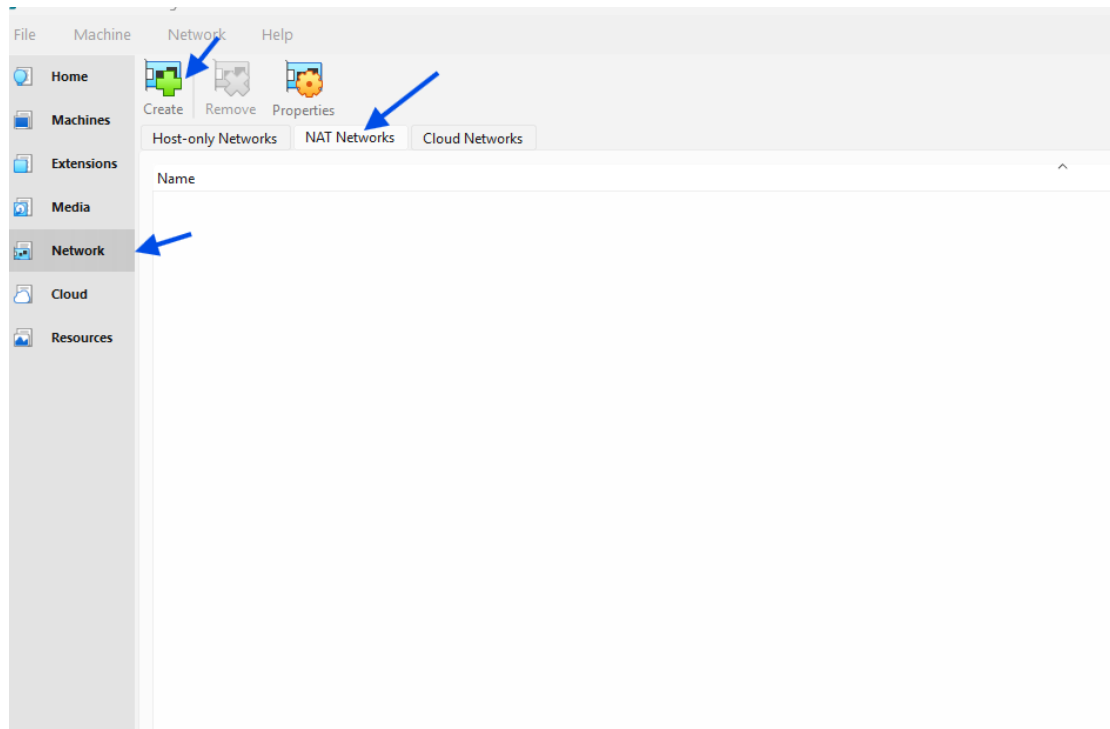 File Machine Network Help
Home
Machines
Extensions
Media
Network
Cloud
Resources
Create Remove Properties
Host-only Networks NAT Networks Cloud Networks
Name